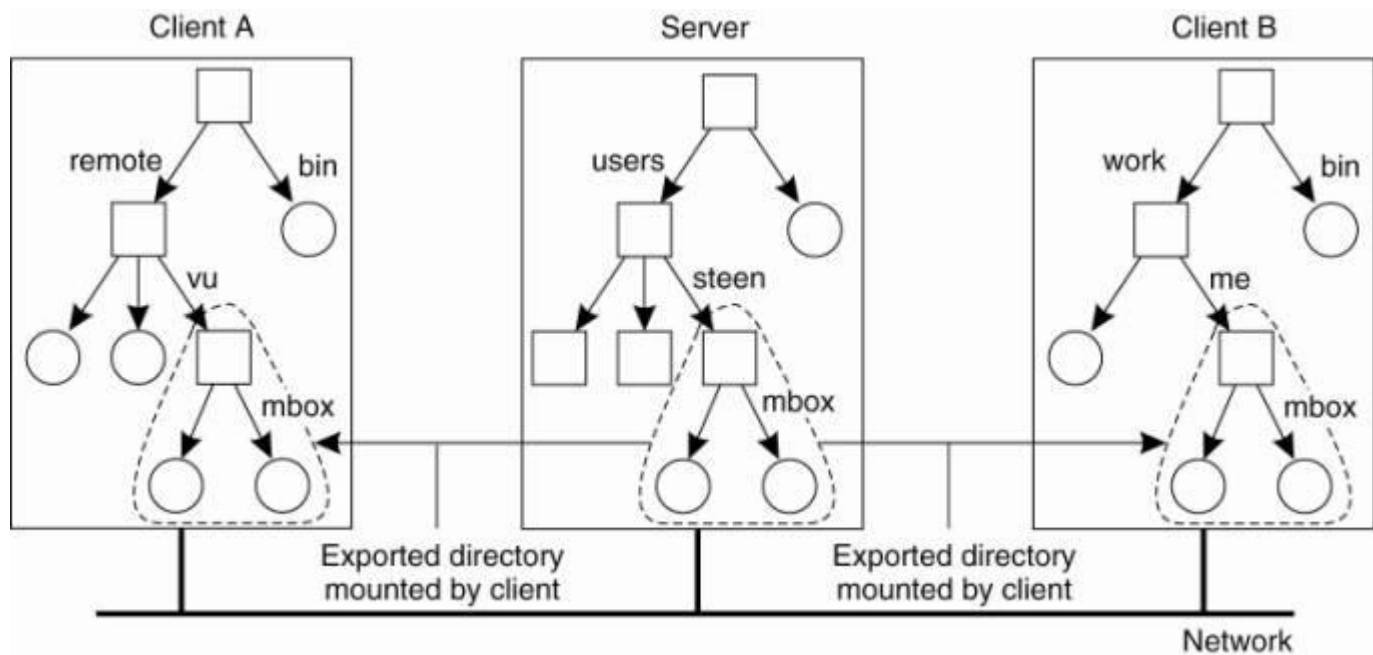 Client A
Server
Client B
remote
bin
users
work
bin
vu
steen
me
mbox
mbox
mbox
Exported directory
mounted by client
Exported directory
mounted by client
Network